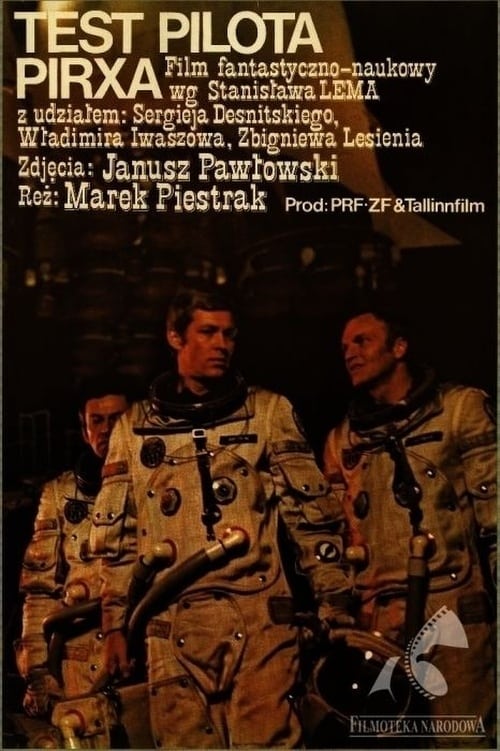 TEST PILOTA
PIRXA Film fantastyczno-naukowy
wg Stanisława LEMA
z udziałem: Sergieja Desnitskiego,
Władimira Iwaszowa, Zbigniewa Lesienia
Zdjęcia: Janusz Pawłowski
Reż: Marek Piestrak Prod: PRF·ZF & Tallinnfilm
FILMOTEKA NARODOWA